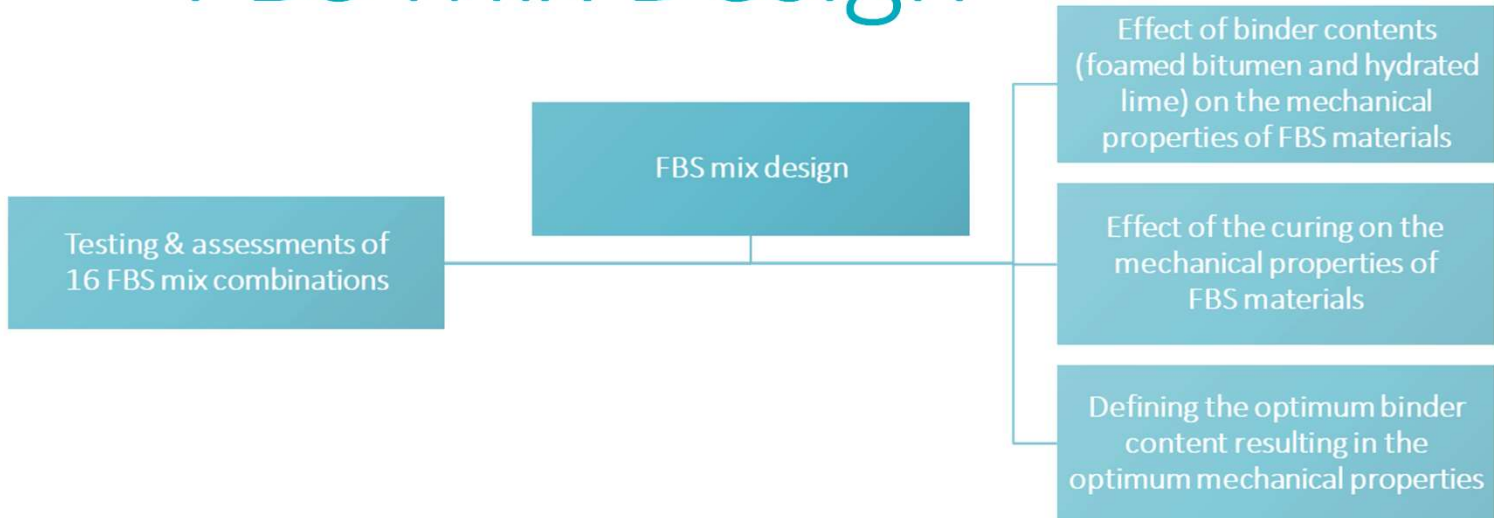 FBS mix design
Testing & assessments of
16 FBS mix combinations
Effect of binder contents
(foamed bitumen and hydrated
lime) on the mechanical
properties of FBS materials
Effect of the curing on the
mechanical properties of
FBS materials
Defining the optimum binder
content resulting in the
optimum mechanical properties